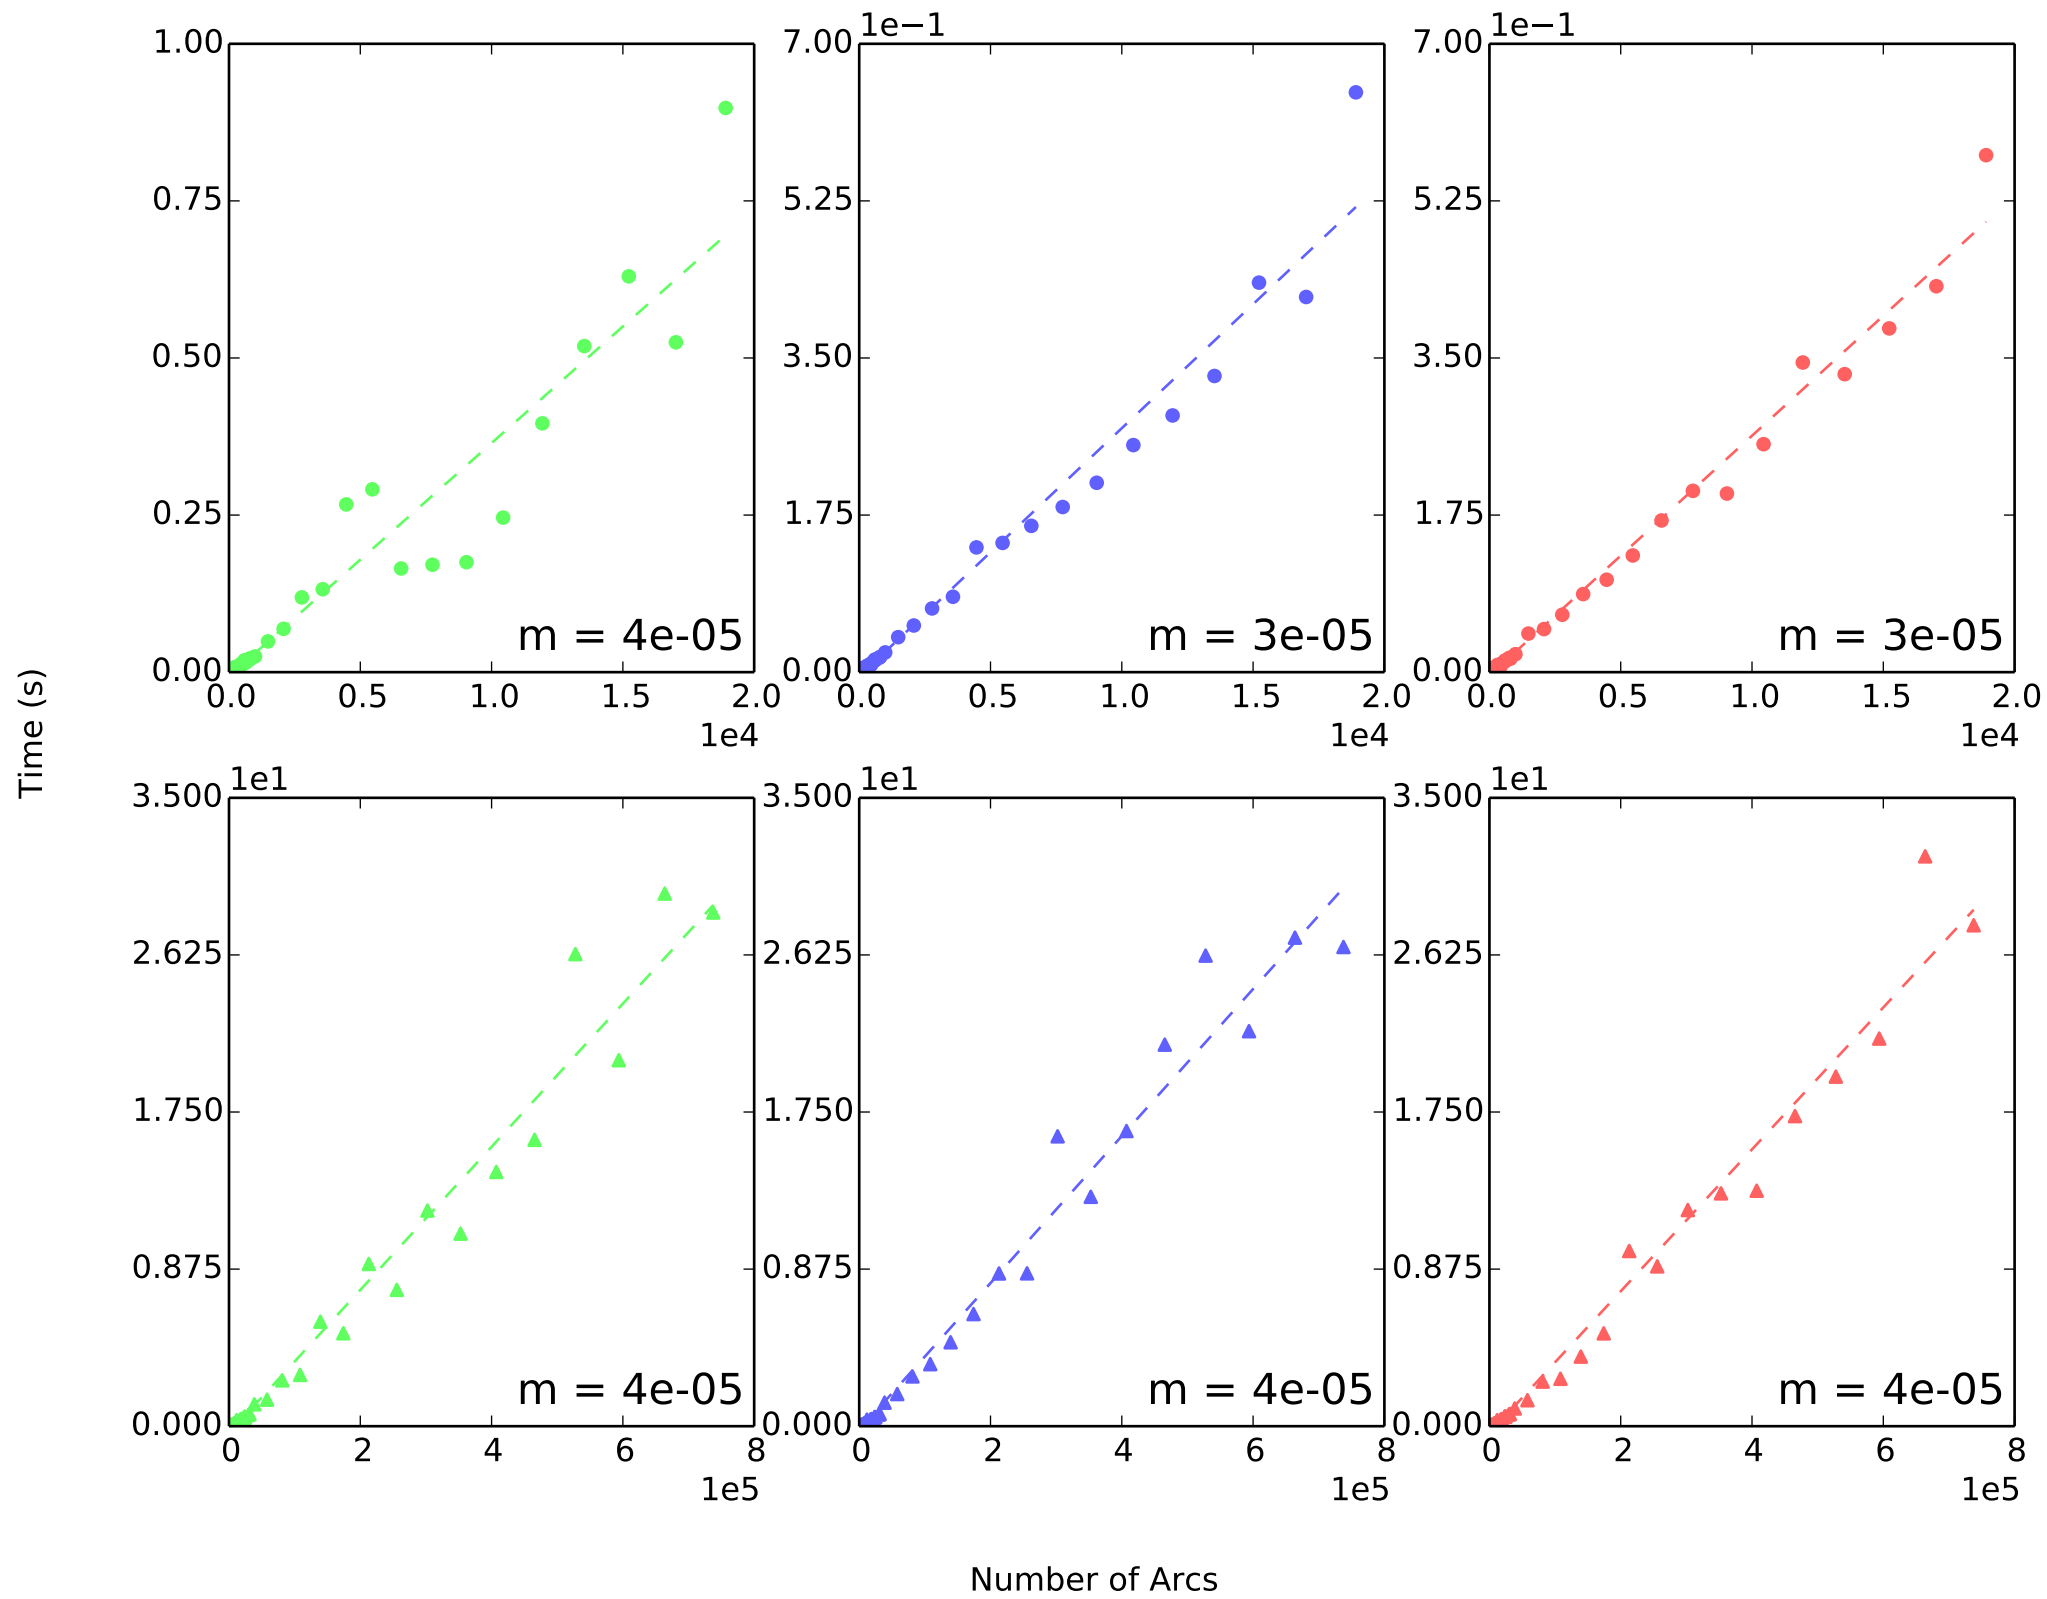 1e−1 1e−1
1.00 7.00 7.00
0.75 5.25 5.25
0.50 3.50 3.50
0.25 1.75 1.75
m = 4e-05 m = 3e-05 m = 3e-05
0.00 0.00 0.00
0.0 0.5 1.0 1.5 2.0 0.0 0.5 1.0 1.5 2.0 0.0 0.5 1.0 1.5 2.0
1e4 1e4 1e4
Time (s)
1e1 1e1 1e1
3.500 3.500 3.500
2.625 2.625 2.625
1.750 1.750 1.750
0.875 0.875 0.875
m = 4e-05 m = 4e-05 m = 4e-05
0.000 0.000 0.000
0 2 4 6 8 0 2 4 6 8 0 2 4 6 8
1e5 1e5 1e5
Number of Arcs